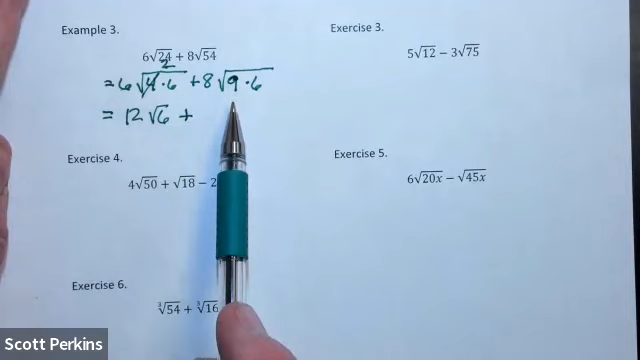 Example 3.
6√24 + 8√54
2
= 6√4·6 + 8√9·6
= 12√6 +
Exercise 3.
5√12 − 3√75
Exercise 4.
4√50 + √18 − 2
Exercise 5.
6√20x − √45x
Exercise 6.
∛54 + ∛16
Scott Perkins